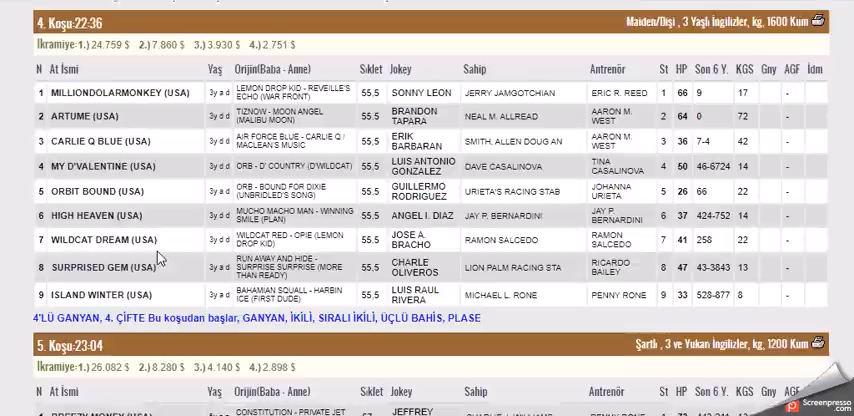 4. Koşu:22-36 Maiden/Dişi , 3 Yaşlı İngilizler, kg, 1600 Kum
İkramiye:1.) 24.759 $ 2.) 7.860 $ 3.) 3.930 $ 4.) 2.751 $
N At İsmi Yaş Orijin(Baba - Anne) Sıklet Jokey Sahip Antrenör St HP Son 6 Y. KGS Gny AGF İdm
1 MILLIONDOLARMONKEY (USA) 3y a d LEMON DROP KID - REVEILLE'S ECHO (WAR FRONT) 55,5 SONNY LEON JERRY JAMGOTCHIAN ERIC R. REED 1 66 9 17 -
2 ARTUME (USA) 3y a d TIZNOW - MOON ANGEL (MALIBU MOON) 55,5 BRANDON TAPARA NEAL M. ALLREAD AARON M. WEST 2 64 0 72 -
3 CARLIE Q BLUE (USA) 3y d d AIR FORCE BLUE - CARLIE Q / MACLEAN'S MUSIC 55,5 ERIK BARBARAN SMITH, ALLEN DOUG AN AARON M. WEST 3 36 7-4 42 -
4 MY D'VALENTINE (USA) 3y d d ORB - D' COUNTRY (D'WILDCAT) 55,5 LUIS ANTONIO GONZALEZ DAVE CASALINOVA TINA CASALINOVA 4 50 46-6724 14 -
5 ORBIT BOUND (USA) 3y d d ORB - BOUND FOR DIXIE (UNBRIDLED'S SONG) 55,5 GUILLERMO RODRIGUEZ URIETA'S RACING STAB JOHANNA URIETA 5 26 66 22 -
6 HIGH HEAVEN (USA) 3y d d MUCHO MACHO MAN - WINNING SMILE (PLAN) 55,5 ANGEL I. DIAZ JAY P. BERNARDINI JAY P. BERNARDINI 6 37 424-752 14 -
7 WILDCAT DREAM (USA) 3y d d WILDCAT RED - OPIE (LEMON DROP KID) 55,5 JOSE A. BRACHO RAMON SALCEDO RAMON SALCEDO 7 41 258 22 -
8 SURPRISED GEM (USA) 3y a d RUN AWAY AND HIDE - SURPRISE SURPRISE (MORE THAN READY) 55,5 CHARLE OLIVEROS LION PALM RACING STA RICARDO BAILEY 8 47 43-3843 13 -
9 ISLAND WINTER (USA) 3y a d BAHAMIAN SQUALL - HARBIN ICE (FIRST DUDE) 55,5 LUIS RAUL RIVERA MICHAEL L. RONE PENNY RONE 9 33 528-877 8 -
4'LÜ GANYAN, 4. ÇİFTE Bu koşudan başlar, GANYAN, İKİLİ, SIRALI İKİLİ, ÜÇLÜ BAHİS, PLASE
5. Koşu:23-04 Şartlı , 3 ve Yukarı İngilizler, kg, 1200 Kum
İkramiye:1.) 26.082 $ 2.) 8.280 $ 3.) 4.140 $ 4.) 2.898 $
N At İsmi Yaş Orijin(Baba - Anne) Sıklet Jokey Sahip Antrenör St HP Son 6 Y. KGS Gny AGF İdm
CONSTITUTION - PRIVATE JET JEFFREY
Screenpresso